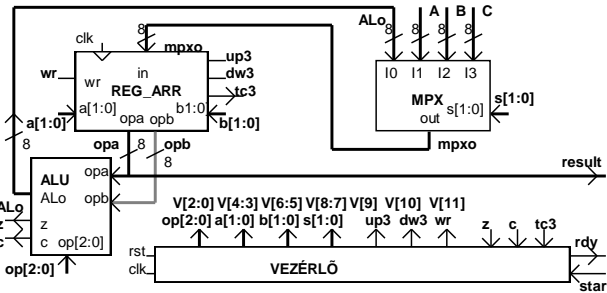 ALo A B C
8 8 8 8 8
clk mpxo
up3
wr wr in dw3
REG_ARR tc3
I0 I1 I2 I3
MPX s[1:0]
s[1:0]
out
a[1:0] a[1:0] b1:0] b[1:0]
opa opb
mpxo
8 opa 8 opb 8
result
ALU opa
ALo opb
ALo
z z
c c op[2:0]
op[2:0]
V[2:0] V[4:3] V[6:5] V[8:7] V[9] V[10] V[11]
op[2:0] a[1:0] b[1:0] s[1:0] up3 dw3 wr z c tc3
rst rdy
clk VEZÉRLÕ star